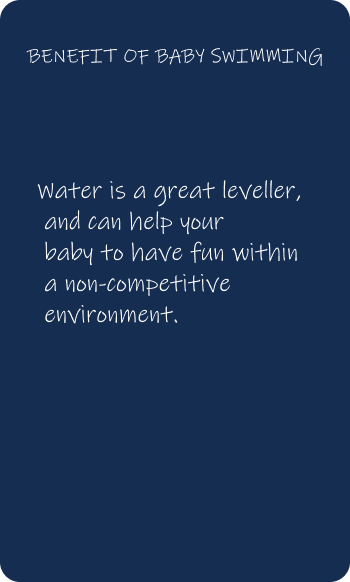 BENEFIT OF BABY SWIMMING
Water is a great leveller,
and can help your
baby to have fun within
a non-competitive
environment.